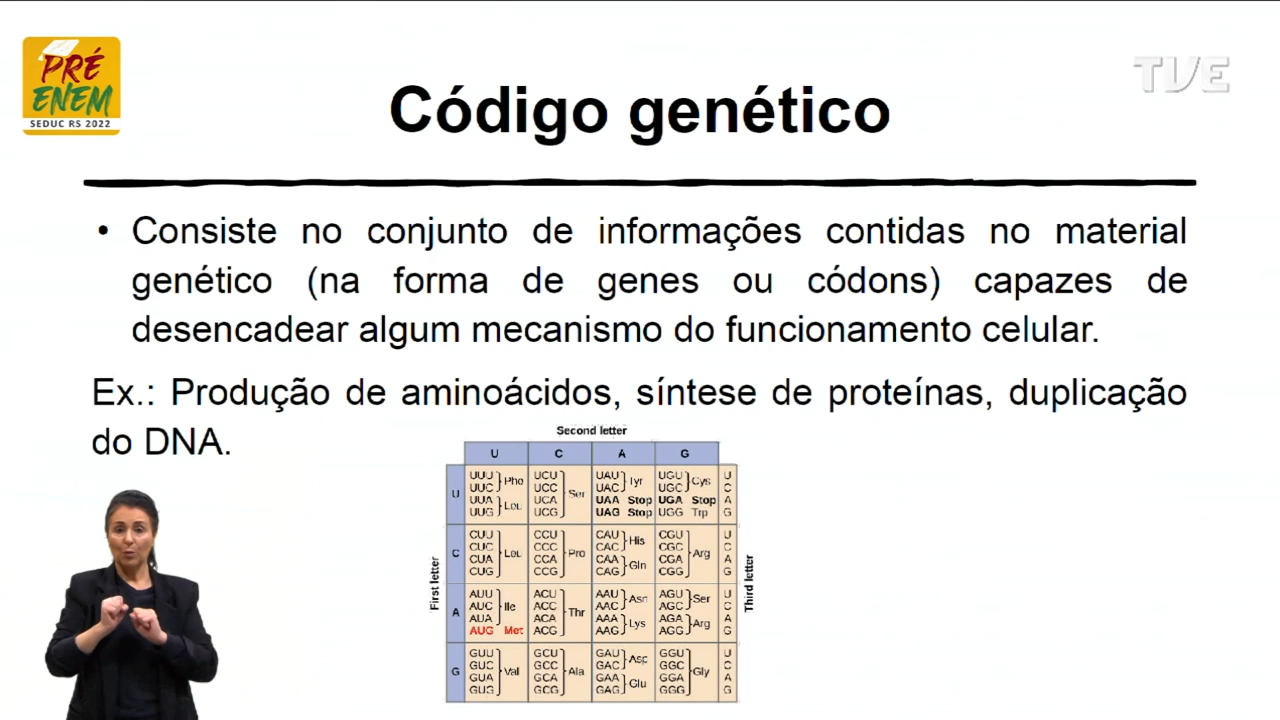 PRÉ
ENEM
SEDUC RS 2022
TVE
Código genético
• Consiste no conjunto de informações contidas no material
genético (na forma de genes ou códons) capazes de
desencadear algum mecanismo do funcionamento celular.
Ex.: Produção de aminoácidos, síntese de proteínas, duplicação
do DNA.
Second letter
U C A G
First letter
Third letter
U
UUU UUC Phe UCU UCC UCA UCG Ser UAU UAC Tyr UGU UGC Cys U
UUA UUG Leu UAA Stop UGA Stop C
UAG Stop UGG Trp A
G
C
CUU CUC CUA CUG Leu CCU CCC CCA CCG Pro CAU CAC His CGU CGC CGA CGG Arg U
CAA CAG Gln C
A
G
A
AUU AUC AUA Ile ACU ACC ACA ACG Thr AAU AAC Asn AGU AGC Ser U
AUG Met AAA AAG Lys AGA AGG Arg C
A
G
G
GUU GUC GUA GUG Val GCU GCC GCA GCG Ala GAU GAC Asp GGU GGC GGA GGG Gly U
GAA GAG Glu C
A
G